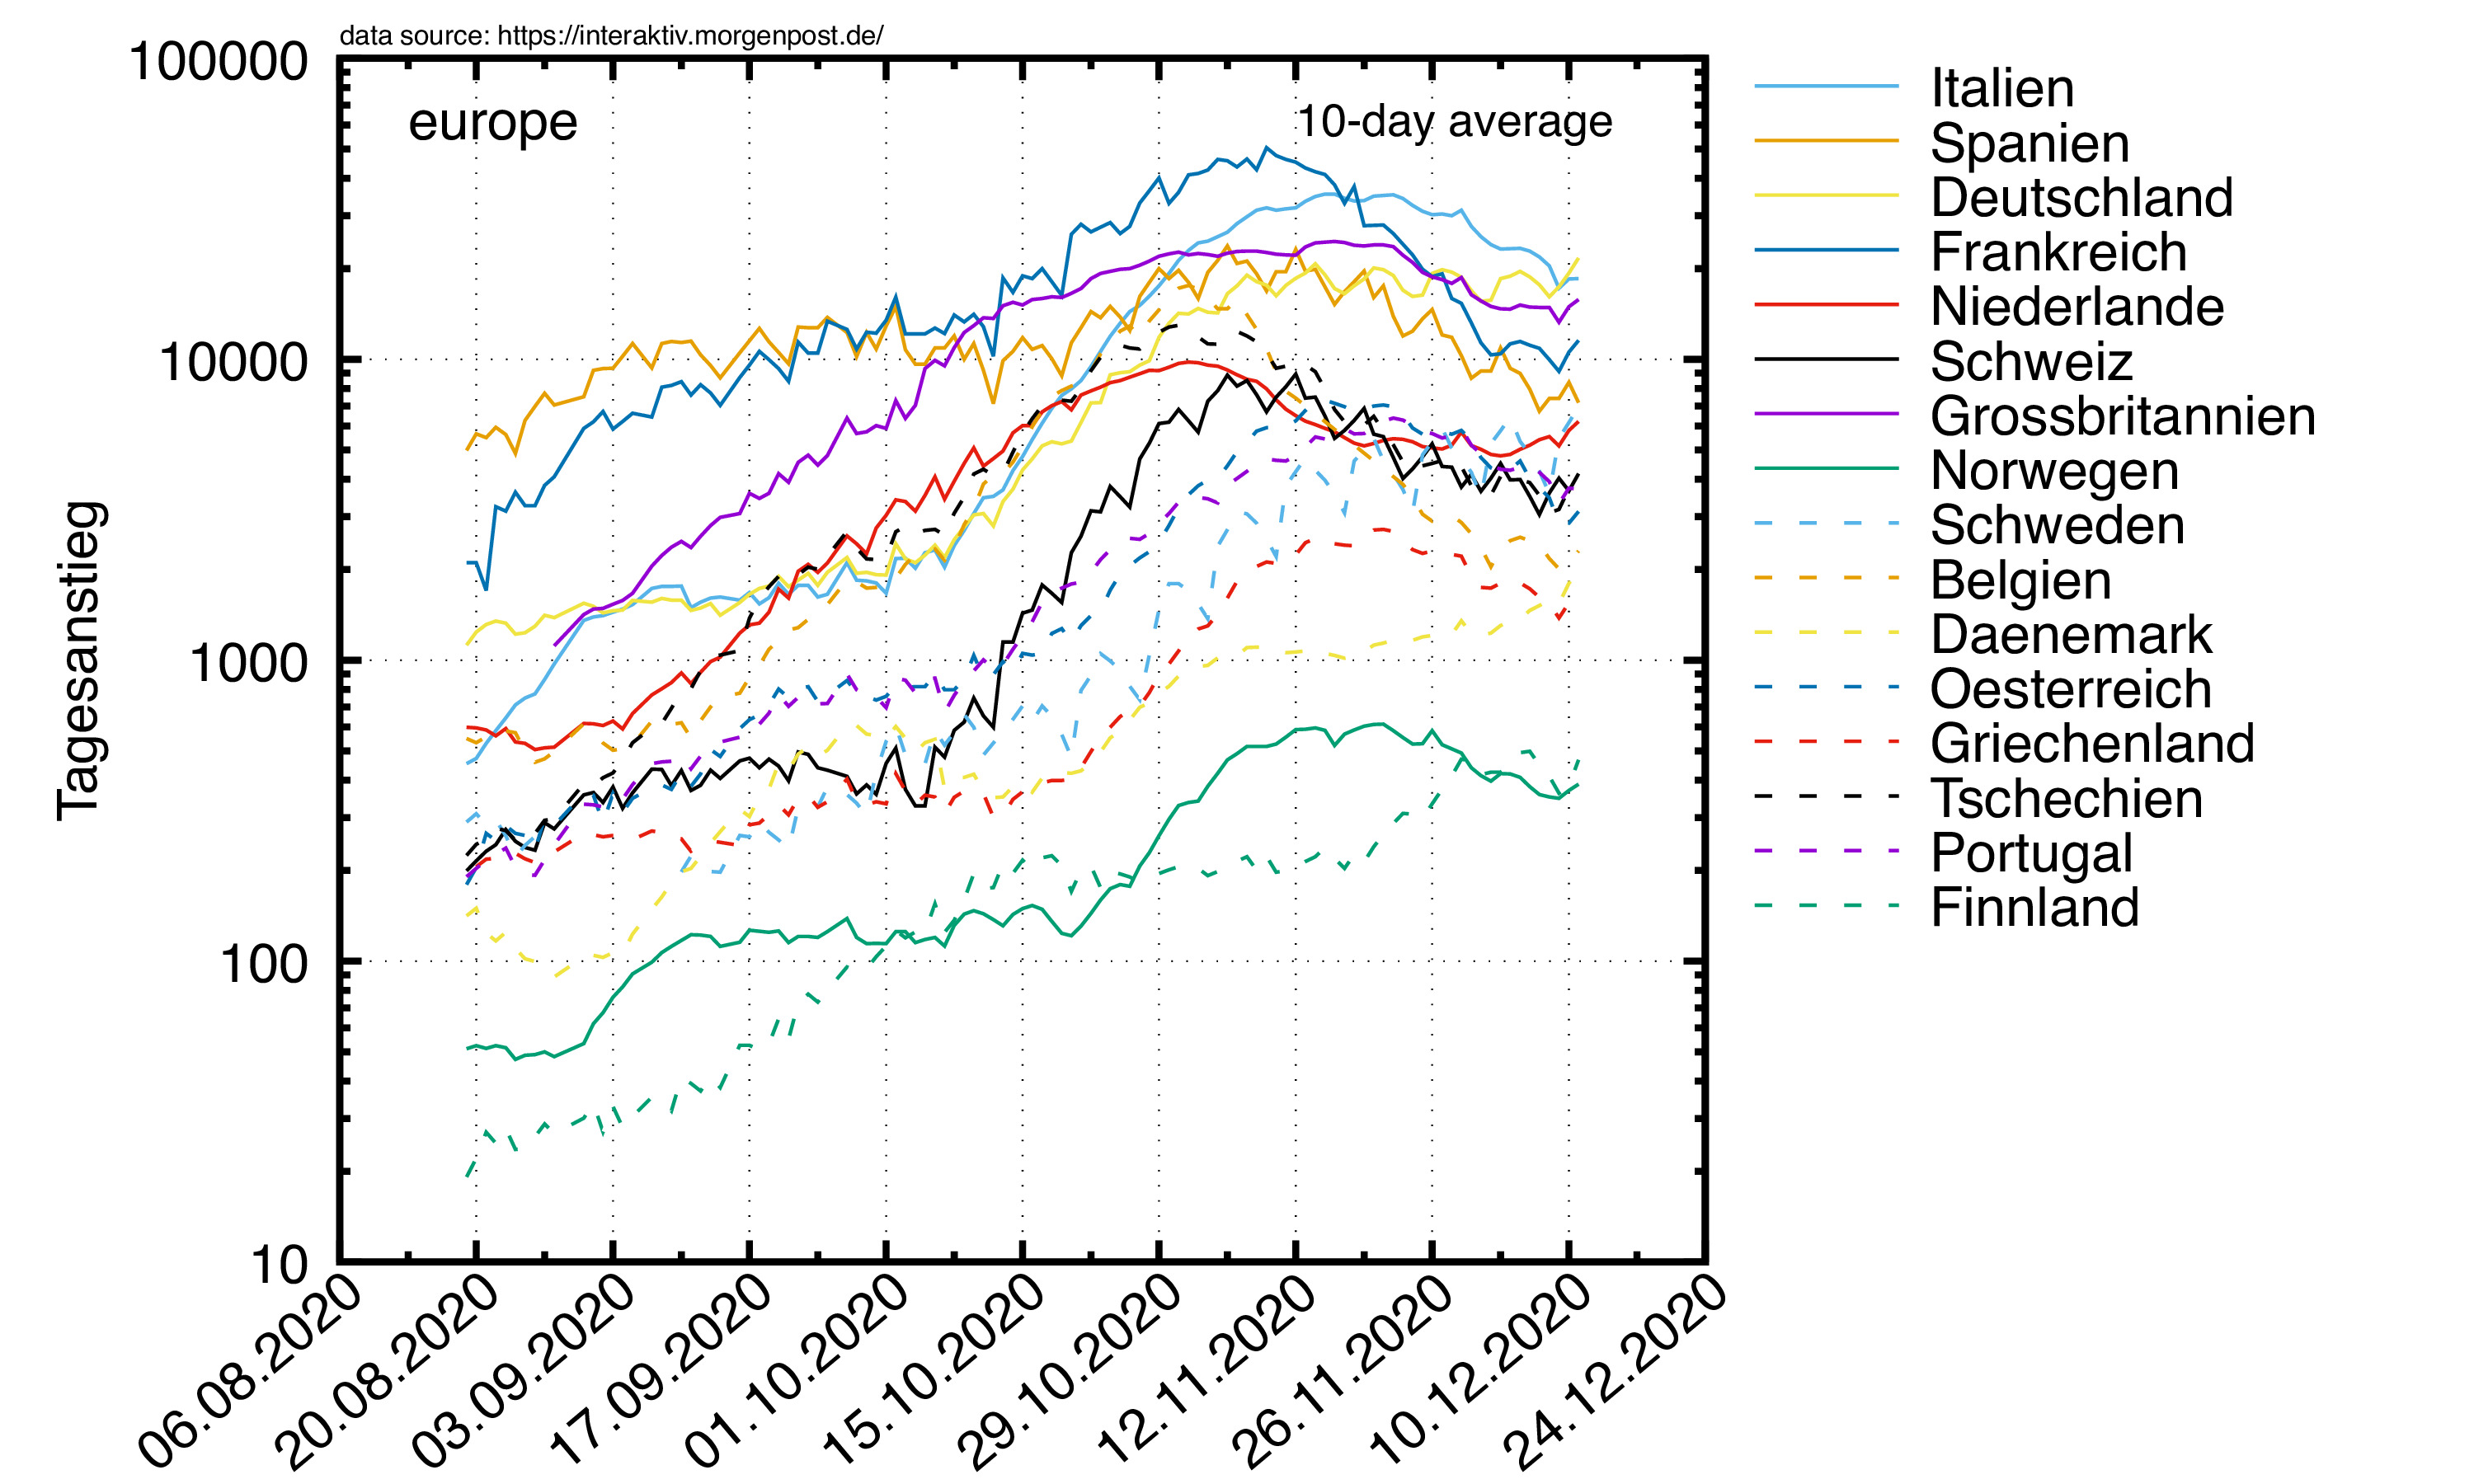 data source: https://interaktiv.morgenpost.de/
europe
10-day average
Tagesanstieg
100000
10000
1000
100
10
06.08.2020
20.08.2020
03.09.2020
17.09.2020
01.10.2020
15.10.2020
29.10.2020
12.11.2020
26.11.2020
10.12.2020
24.12.2020
Italien
Spanien
Deutschland
Frankreich
Niederlande
Schweiz
Grossbritannien
Norwegen
Schweden
Belgien
Daenemark
Oesterreich
Griechenland
Tschechien
Portugal
Finnland